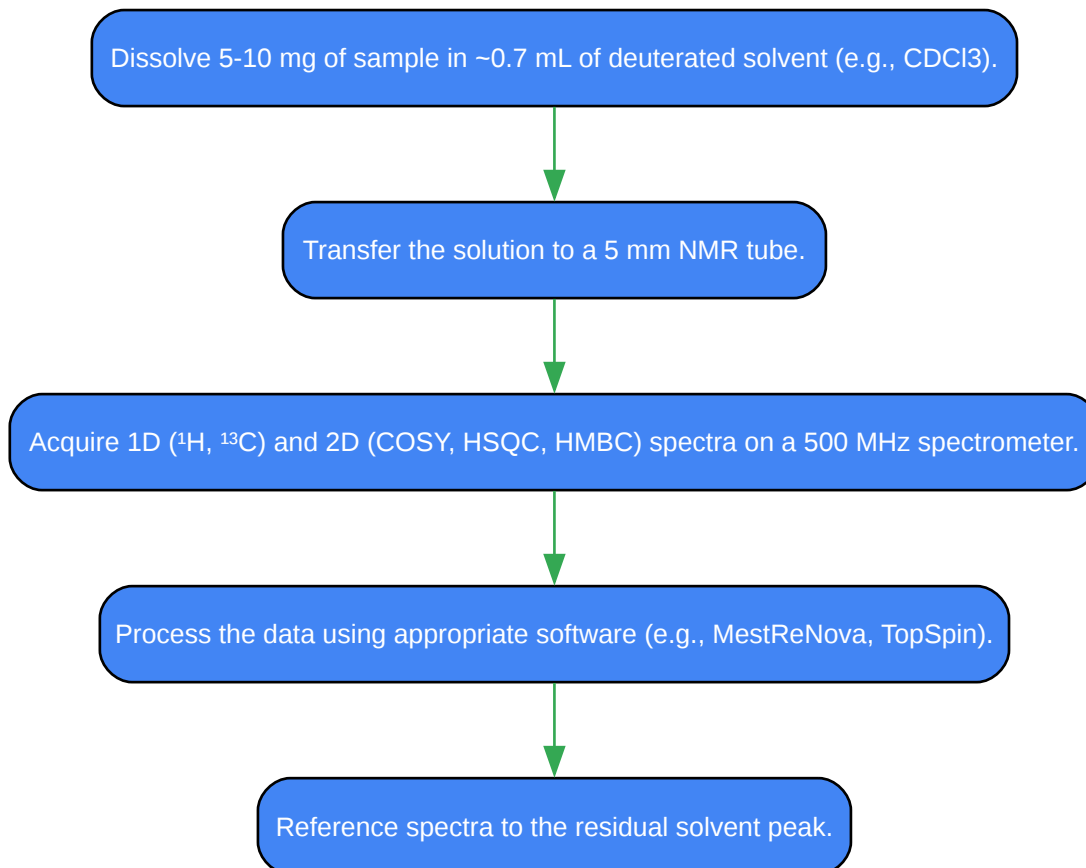 Dissolve 5-10 mg of sample in ~0.7 mL of deuterated solvent (e.g., CDCl3).
Transfer the solution to a 5 mm NMR tube.
Acquire 1D (¹H, ¹³C) and 2D (COSY, HSQC, HMBC) spectra on a 500 MHz spectrometer.
Process the data using appropriate software (e.g., MestReNova, TopSpin).
Reference spectra to the residual solvent peak.